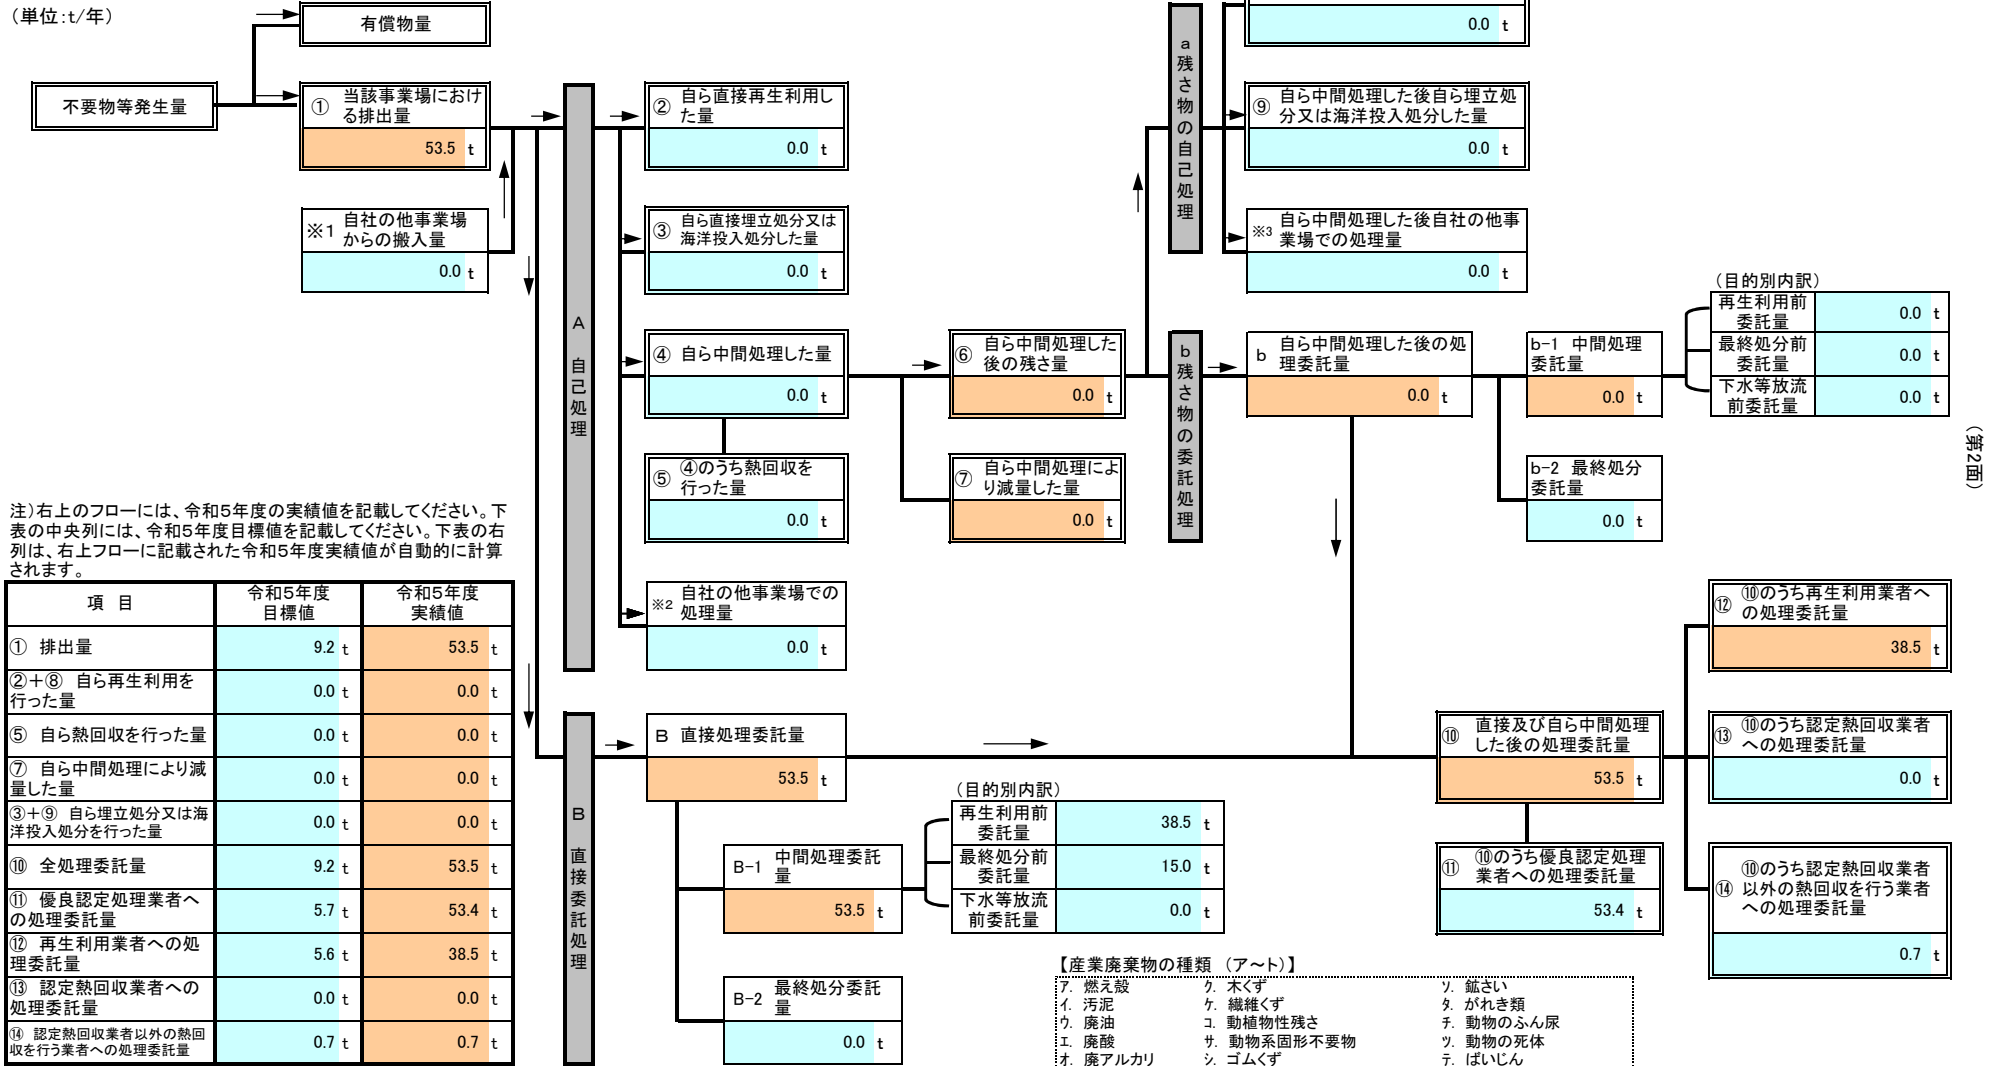 （単位：t/年）
有償物量
0.0 t
不要物等発生量
① 当該事業場におけ
る排出量
53.5 t
※1 自社の他事業場
からの搬入量
0.0 t
A 自己処理
② 自ら直接再生利用し
た量
0.0 t
③ 自ら直接埋立処分又は
海洋投入処分した量
0.0 t
④ 自ら中間処理した量
0.0 t
⑤ ④のうち熱回収を
行った量
0.0 t
※2 自社の他事業場での
処理量
0.0 t
⑥ 自ら中間処理した
後の残さ量
0.0 t
⑦ 自ら中間処理によ
り減量した量
0.0 t
a 残さ物の自己処理
⑨ 自ら中間処理した後自ら埋立処
分又は海洋投入処分した量
0.0 t
※3 自ら中間処理した後自社の他事
業場での処理量
0.0 t
b 残さ物の委託処理
b 自ら中間処理した後の処
理委託量
0.0 t
b-1 中間処理
委託量
0.0 t
b-2 最終処分
委託量
0.0 t
（目的別内訳）
再生利用前
委託量 0.0 t
最終処分前
委託量 0.0 t
下水等放流
前委託量 0.0 t
（第2面）
注）右上のフローには、令和5年度の実績値を記載してください。下
表の中央列には、令和5年度目標値を記載してください。下表の右
列は、右上フローに記載された令和5年度実績値が自動的に計算
されます。
項 目 令和5年度
目標値 令和5年度
実績値
① 排出量 9.2 t 53.5 t
②＋⑧ 自ら再生利用を
行った量 0.0 t 0.0 t
⑤ 自ら熱回収を行った量 0.0 t 0.0 t
⑦ 自ら中間処理により減
量した量 0.0 t 0.0 t
③＋⑨ 自ら埋立処分又は海
洋投入処分を行った量 0.0 t 0.0 t
⑩ 全処理委託量 9.2 t 53.5 t
⑪ 優良認定処理業者へ
の処理委託量 5.7 t 53.4 t
⑫ 再生利用業者への処
理委託量 5.6 t 38.5 t
⑬ 認定熱回収業者への
処理委託量 0.0 t 0.0 t
⑭ 認定熱回収業者以外の熱回
収を行う業者への処理委託量 0.7 t 0.7 t
B 直接委託処理
B 直接処理委託量
53.5 t
B-1 中間処理委託
量
53.5 t
B-2 最終処分委託
量
0.0 t
（目的別内訳）
再生利用前
委託量 38.5 t
最終処分前
委託量 15.0 t
下水等放流
前委託量 0.0 t
⑩ 直接及び自ら中間処理
した後の処理委託量
53.5 t
⑪ ⑩のうち優良認定処理
業者への処理委託量
53.4 t
⑫ ⑩のうち再生利用業者へ
の処理委託量
38.5 t
⑬ ⑩のうち認定熱回収業者
への処理委託量
0.0 t
⑭ ⑩のうち認定熱回収業者
以外の熱回収を行う業者
への処理委託量
0.7 t
【産業廃棄物の種類 （ア～ト）】
ア. 燃え殻 ク. 木くず ソ. 鉱さい
イ. 汚泥 ケ. 繊維くず タ. がれき類
ウ. 廃油 コ. 動植物性残さ チ. 動物のふん尿
エ. 廃酸 サ. 動物系固形不要物 ツ. 動物の死体
オ. 廃アルカリ シ. ゴムくず テ. ばいじん